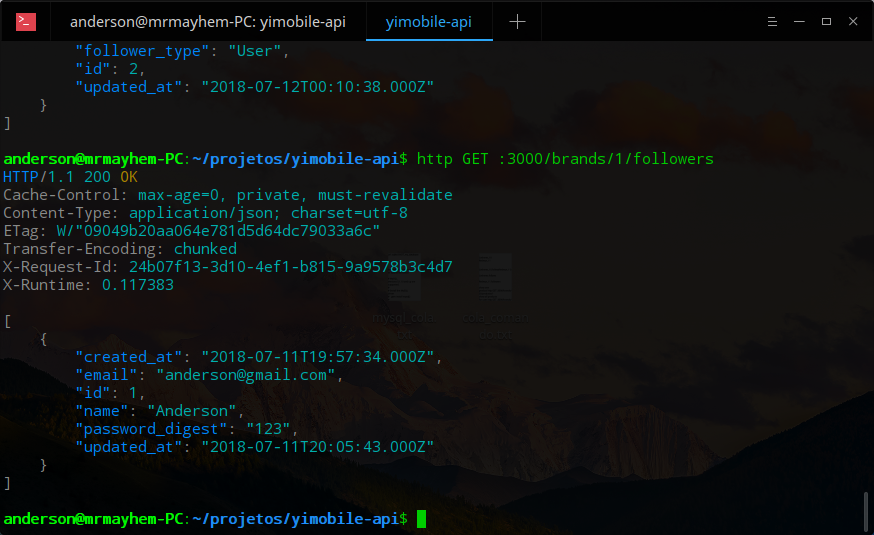 anderson@mrmayhem-PC: yimobile-api
yimobile-api
"follower_type": "User",
"id": 2,
"updated_at": "2018-07-12T00:10:38.000Z"
}
]
anderson@mrmayhem-PC:~/projetos/yimobile-api$ http GET :3000/brands/1/followers
HTTP/1.1 200 OK
Cache-Control: max-age=0, private, must-revalidate
Content-Type: application/json; charset=utf-8
ETag: W/"09049b20aa064e781d5d64dc79033a6c"
Transfer-Encoding: chunked
X-Request-Id: 24b07f13-3d10-4ef1-b815-9a9578b3c4d7
X-Runtime: 0.117383
[
{
"created_at": "2018-07-11T19:57:34.000Z",
"email": "anderson@gmail.com",
"id": 1,
"name": "Anderson",
"password_digest": "123",
"updated_at": "2018-07-11T20:05:43.000Z"
}
]
anderson@mrmayhem-PC:~/projetos/yimobile-api$